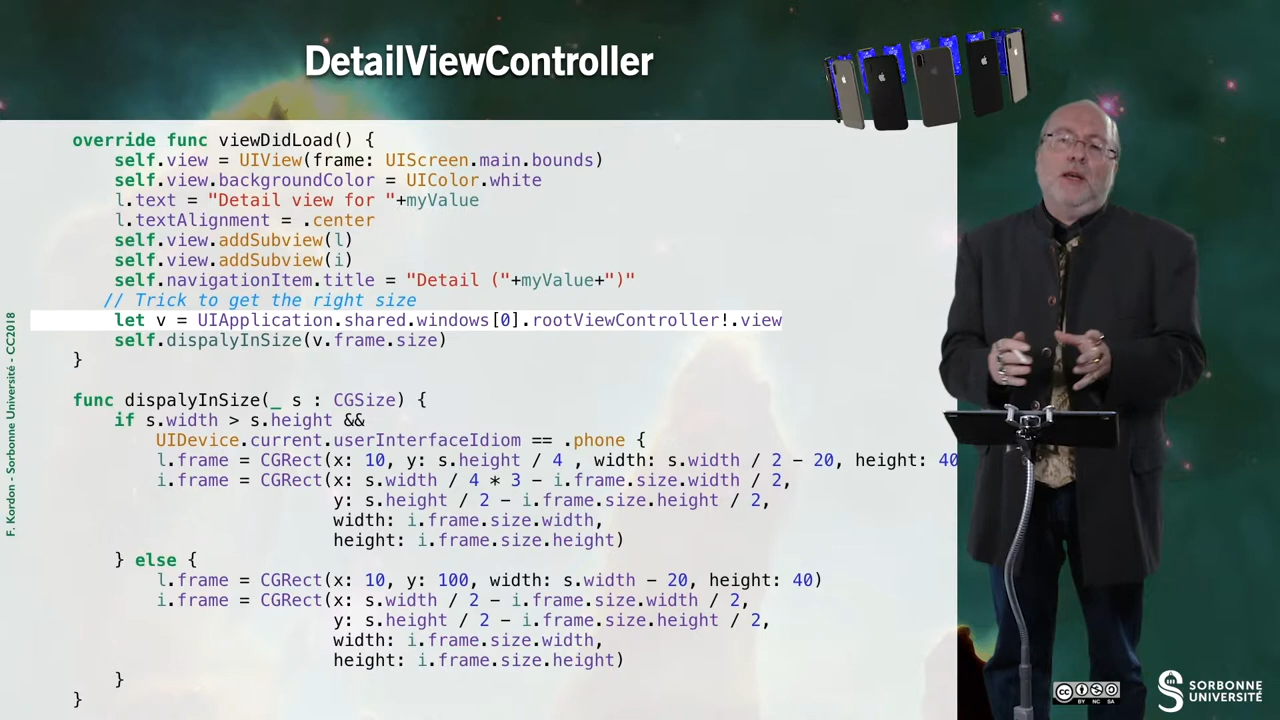 DetailViewController
override func viewDidLoad() {
self.view = UIView(frame: UIScreen.main.bounds)
self.view.backgroundColor = UIColor.white
l.text = "Detail view for "+myValue
l.textAlignment = .center
self.view.addSubview(l)
self.view.addSubview(i)
self.navigationItem.title = "Detail ("+myValue+")"
// Trick to get the right size
let v = UIApplication.shared.windows[0].rootViewController!.view
self.dispalyInSize(v.frame.size)
}
func dispalyInSize(_ s : CGSize) {
if s.width > s.height &&
UIDevice.current.userInterfaceIdiom == .phone {
l.frame = CGRect(x: 10, y: s.height / 4 , width: s.width / 2 - 20, height: 40
i.frame = CGRect(x: s.width / 4 * 3 - i.frame.size.width / 2,
y: s.height / 2 - i.frame.size.height / 2,
width: i.frame.size.width,
height: i.frame.size.height)
} else {
l.frame = CGRect(x: 10, y: 100, width: s.width - 20, height: 40)
i.frame = CGRect(x: s.width / 2 - i.frame.size.width / 2,
y: s.height / 2 - i.frame.size.height / 2,
width: i.frame.size.width,
height: i.frame.size.height)
}
}
F. Kordon - Sorbonne Université - CC2018
cc
BY NC SA
SORBONNE
UNIVERSITÉ